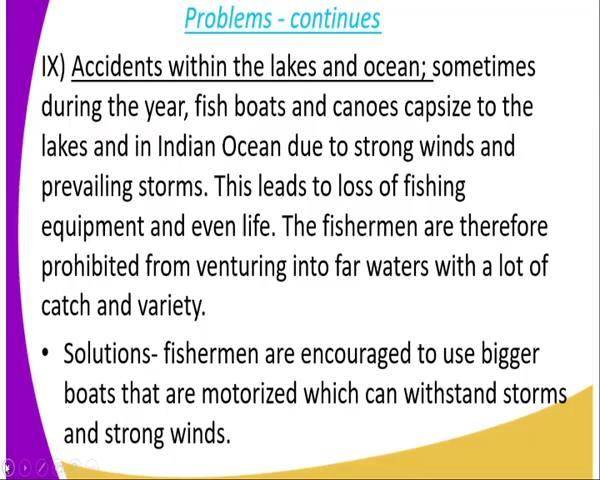 Problems - continues
IX) Accidents within the lakes and ocean; sometimes
during the year, fish boats and canoes capsize to the
lakes and in Indian Ocean due to strong winds and
prevailing storms. This leads to loss of fishing
equipment and even life. The fishermen are therefore
prohibited from venturing into far waters with a lot of
catch and variety.
• Solutions- fishermen are encouraged to use bigger
boats that are motorized which can withstand storms
and strong winds.